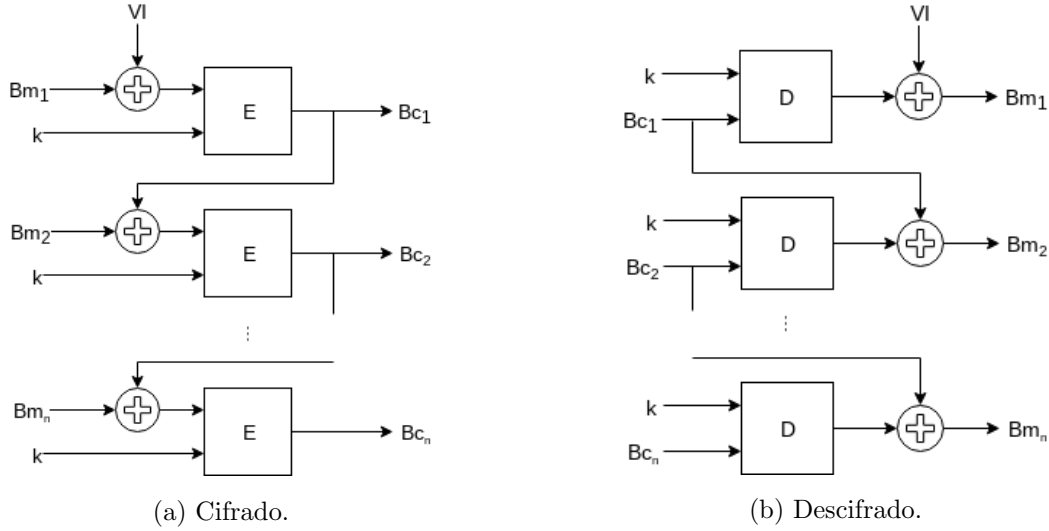 VI
Bm1
k
E
Bc1
Bm2
k
E
Bc2
Bmn
k
E
Bcn
(a) Cifrado.
VI
k
Bc1
D
Bm1
k
Bc2
D
Bm2
k
Bcn
D
Bmn
(b) Descifrado.